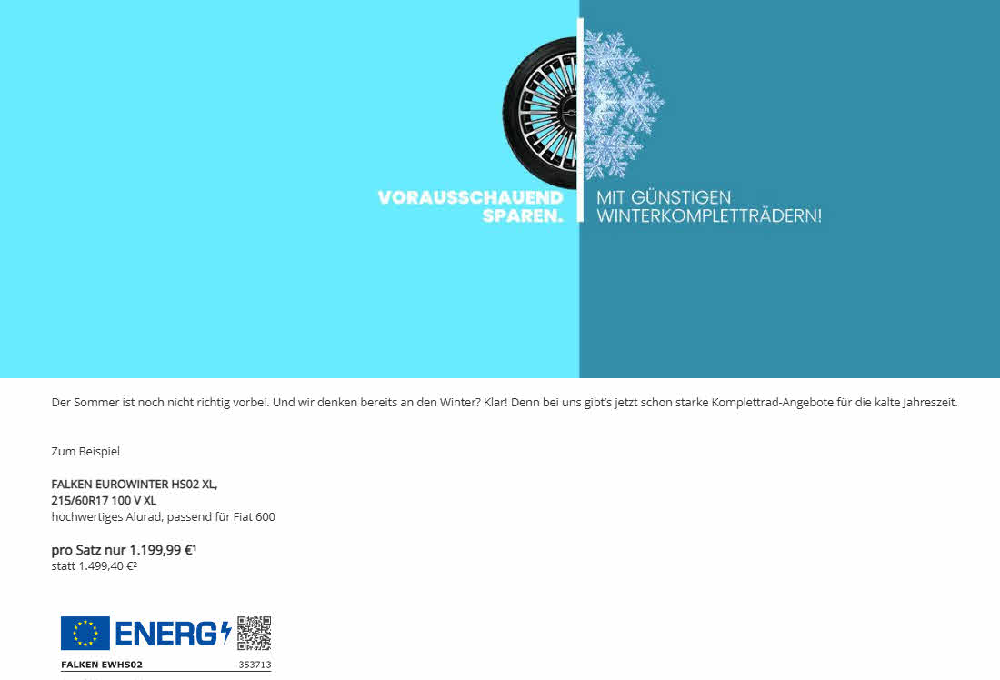 VORAUSSCHAUEND
SPAREN.
MIT GÜNSTIGEN
WINTERKOMPLETTRÄDERN!
Der Sommer ist noch nicht richtig vorbei. Und wir denken bereits an den Winter? Klar! Denn bei uns gibt’s jetzt schon starke Komplettrad-Angebote für die kalte Jahreszeit.
Zum Beispiel
FALKEN EUROWINTER HS02 XL,
215/60R17 100 V XL
hochwertiges Alurad, passend für Fiat 600
pro Satz nur 1.199,99 €¹
statt 1.499,40 €²
ENERG
FALKEN EWHS02 353713